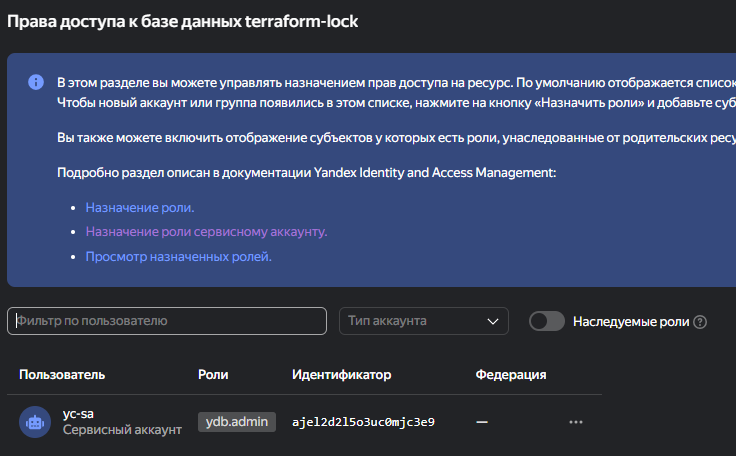 Права доступа к базе данных terraform-lock
В этом разделе вы можете управлять назначением прав доступа на ресурс. По умолчанию отображается список
Чтобы новый аккаунт или группа появились в этом списке, нажмите на кнопку «Назначить роли» и добавьте суб
Вы также можете включить отображение субъектов у которых есть роли, унаследованные от родительских ресу
Подробно раздел описан в документации Yandex Identity and Access Management:
• Назначение роли.
• Назначение роли сервисному аккаунту.
• Просмотр назначенных ролей.
Фильтр по пользователю Тип аккаунта Наследуемые роли
Пользователь Роли Идентификатор Федерация
yc-sa
Сервисный аккаунт ydb.admin ajel2d2l5o3uc0mjc3e9 —